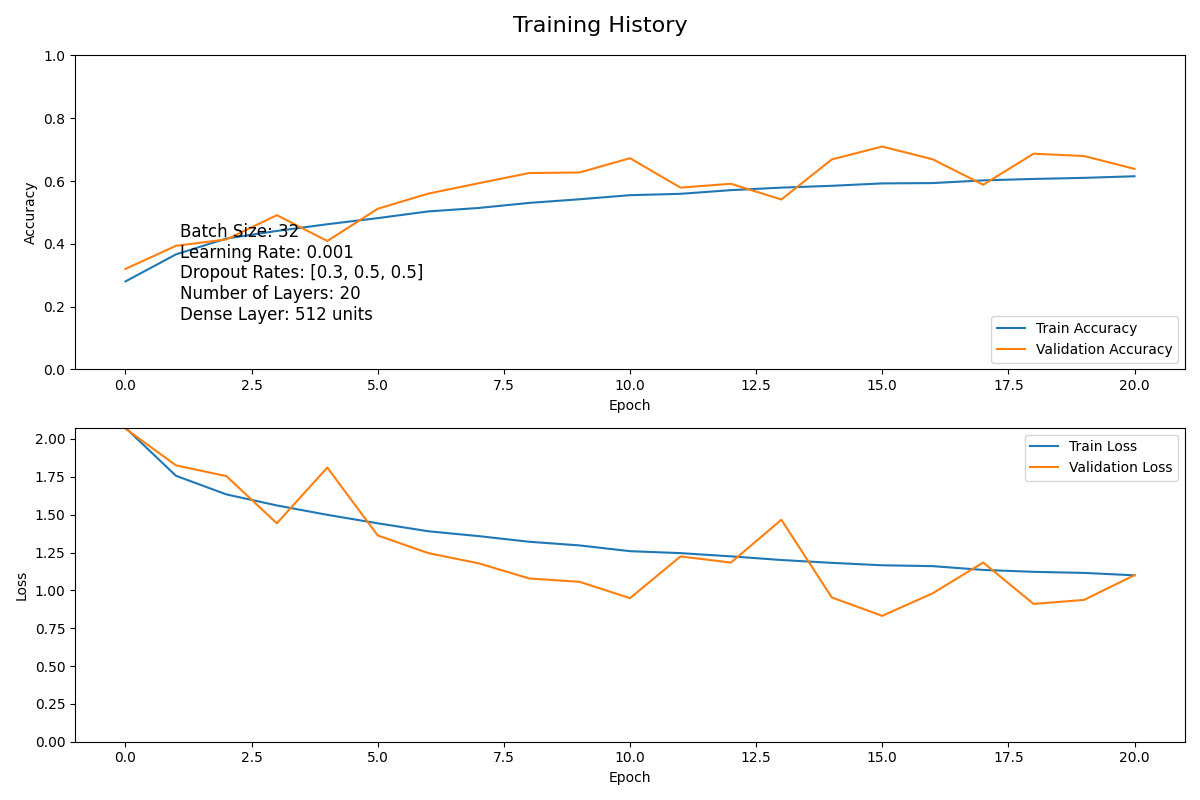 Training History
1.0
0.8
0.6
0.4
0.2
0.0
Accuracy
Batch Size: 32
Learning Rate: 0.001
Dropout Rates: [0.3, 0.5, 0.5]
Number of Layers: 20
Dense Layer: 512 units
Train Accuracy
Validation Accuracy
0.0 2.5 5.0 7.5 10.0 12.5 15.0 17.5 20.0
Epoch
2.00
1.75
1.50
1.25
1.00
0.75
0.50
0.25
0.00
Loss
Train Loss
Validation Loss
0.0 2.5 5.0 7.5 10.0 12.5 15.0 17.5 20.0
Epoch